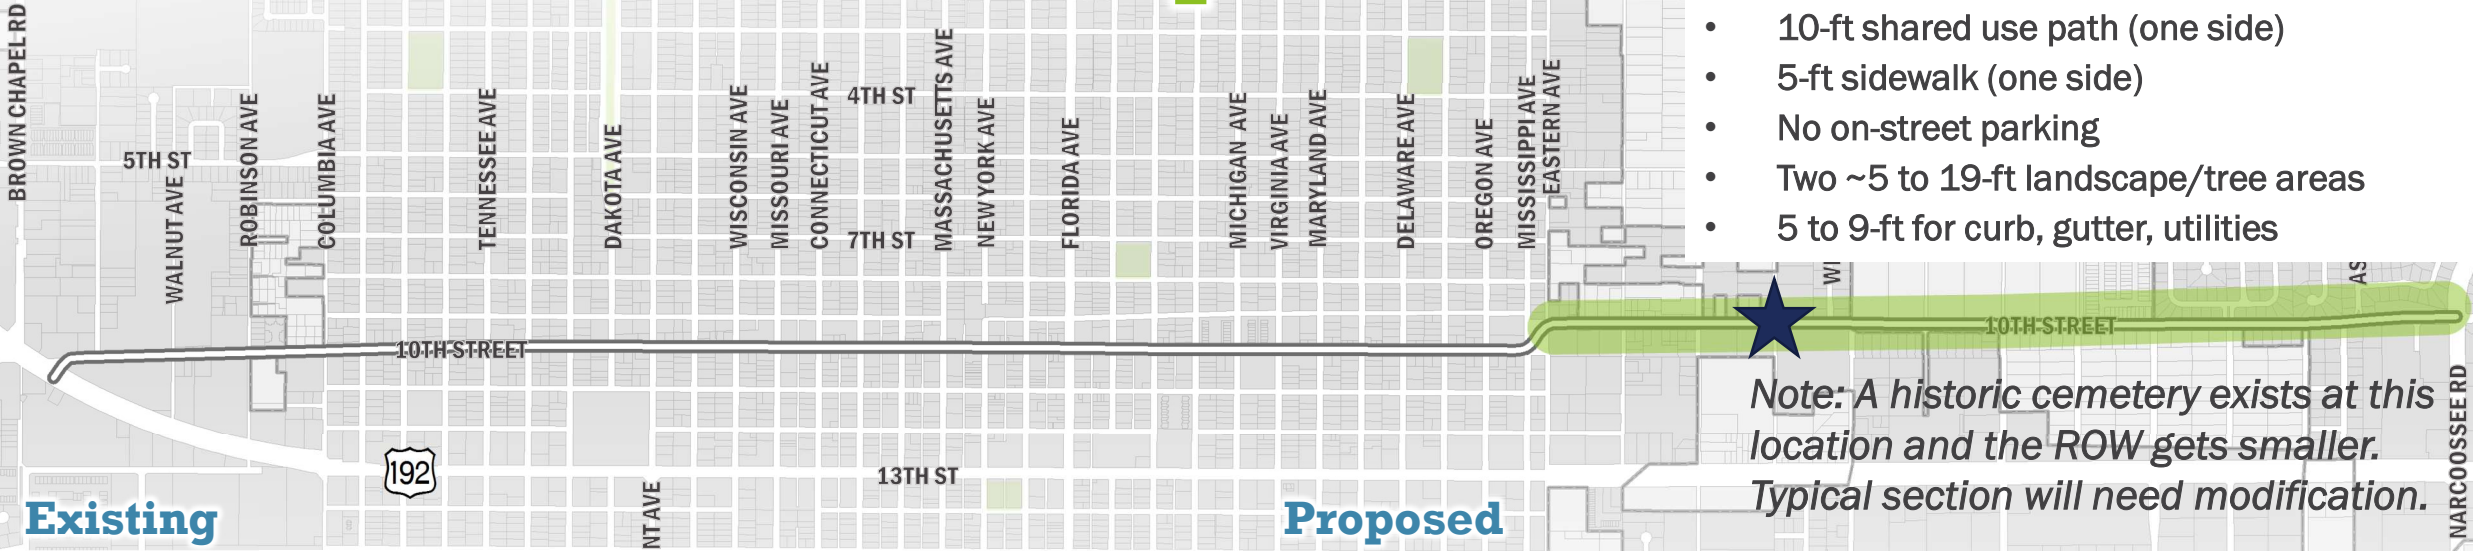 • 10-ft shared use path (one side)
• 5-ft sidewalk (one side)
• No on-street parking
• Two ~5 to 19-ft landscape/tree areas
• 5 to 9-ft for curb, gutter, utilities
BROWN CHAPEL RD
5TH ST
WALNUT AVE
ROBINSON AVE
COLUMBIA AVE
TENNESSEE AVE
DAKOTA AVE
WISCONSIN AVE
MISSOURI AVE
CONNECTICUT AVE
4TH ST
7TH ST
MASSACHUSETTS AVE
NEW YORK AVE
FLORIDA AVE
MICHIGAN AVE
VIRGINIA AVE
MARYLAND AVE
DELAWARE AVE
OREGON AVE
MISSISSIPPI AVE
EASTERN AVE
WI
AS
10TH STREET
10TH STREET
Note: A historic cemetery exists at this
location and the ROW gets smaller.
Typical section will need modification.
NARCOOSSEE RD
192
13TH ST
NT AVE
Existing
Proposed